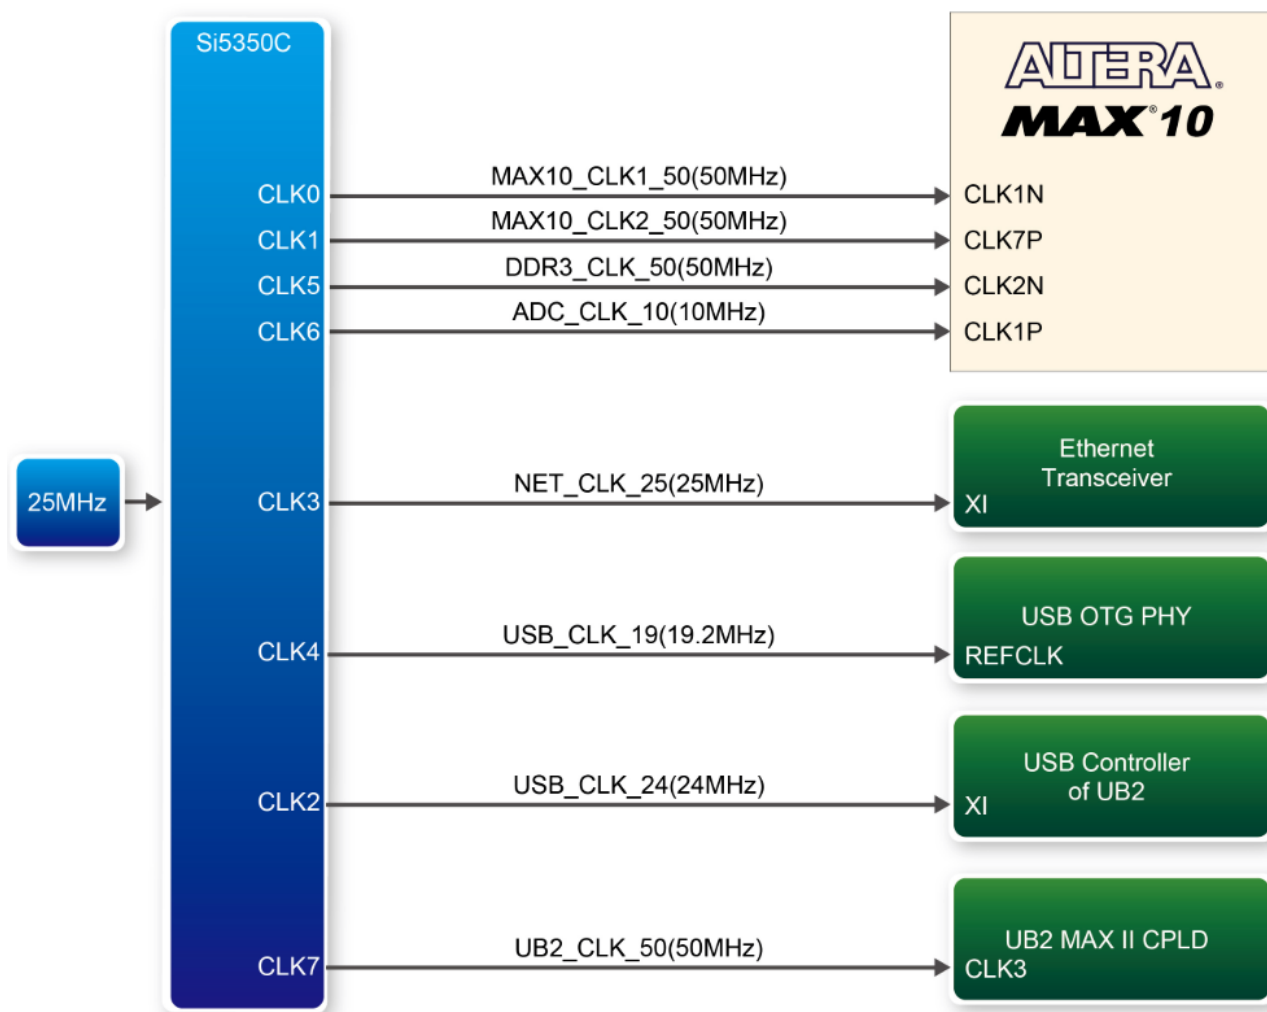 Si5350C
ALTERA®
MAX®10
CLK0
MAX10_CLK1_50(50MHz)
CLK1N
CLK1
MAX10_CLK2_50(50MHz)
CLK7P
CLK5
DDR3_CLK_50(50MHz)
CLK2N
CLK6
ADC_CLK_10(10MHz)
CLK1P
25MHz
CLK3
NET_CLK_25(25MHz)
Ethernet
Transceiver
XI
CLK4
USB_CLK_19(19.2MHz)
USB OTG PHY
REFCLK
CLK2
USB_CLK_24(24MHz)
USB Controller
of UB2
XI
CLK7
UB2_CLK_50(50MHz)
UB2 MAX II CPLD
CLK3